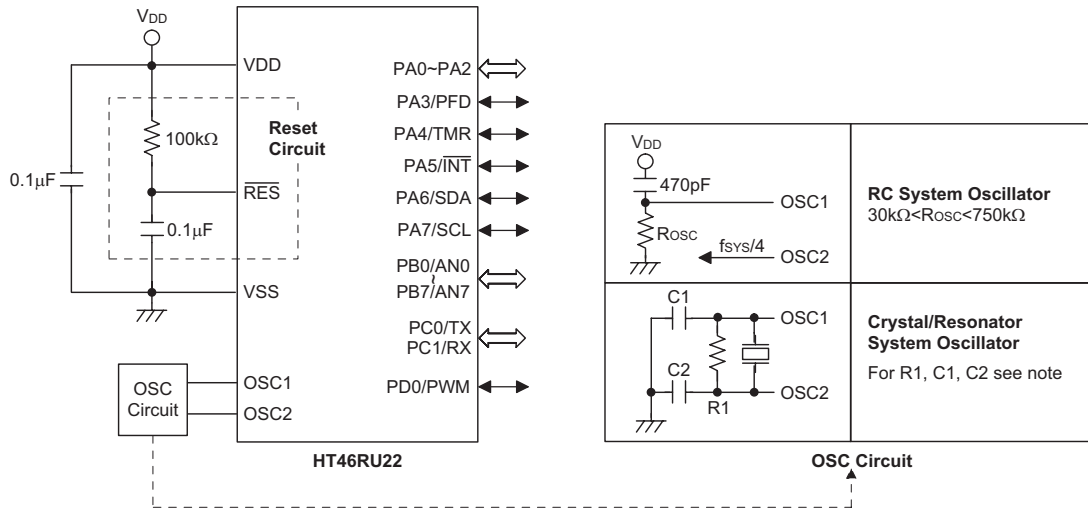 VDD
VDD
100kΩ
Reset
Circuit
0.1μF
RES
0.1μF
VSS
OSC
Circuit
OSC1
OSC2
PA0~PA2
PA3/PFD
PA4/TMR
PA5/INT
PA6/SDA
PA7/SCL
PB0/AN0
~
PB7/AN7
PC0/TX
PC1/RX
PD0/PWM
HT46RU22
VDD
470pF
OSC1
ROSC
fSYS/4
OSC2
RC System Oscillator
30kΩ<ROSC<750kΩ
C1
OSC1
C2
OSC2
R1
Crystal/Resonator
System Oscillator
For R1, C1, C2 see note
OSC Circuit